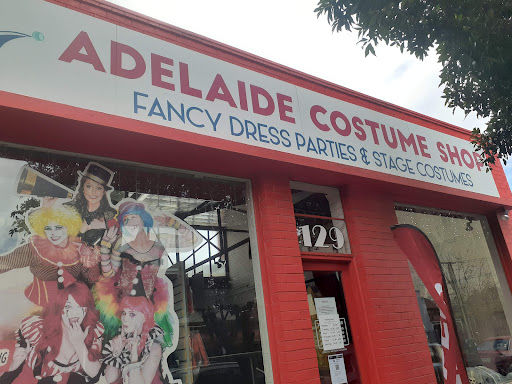 ADELAIDE COSTUME SHOP
FANCY DRESS PARTIES & STAGE COSTUMES
129